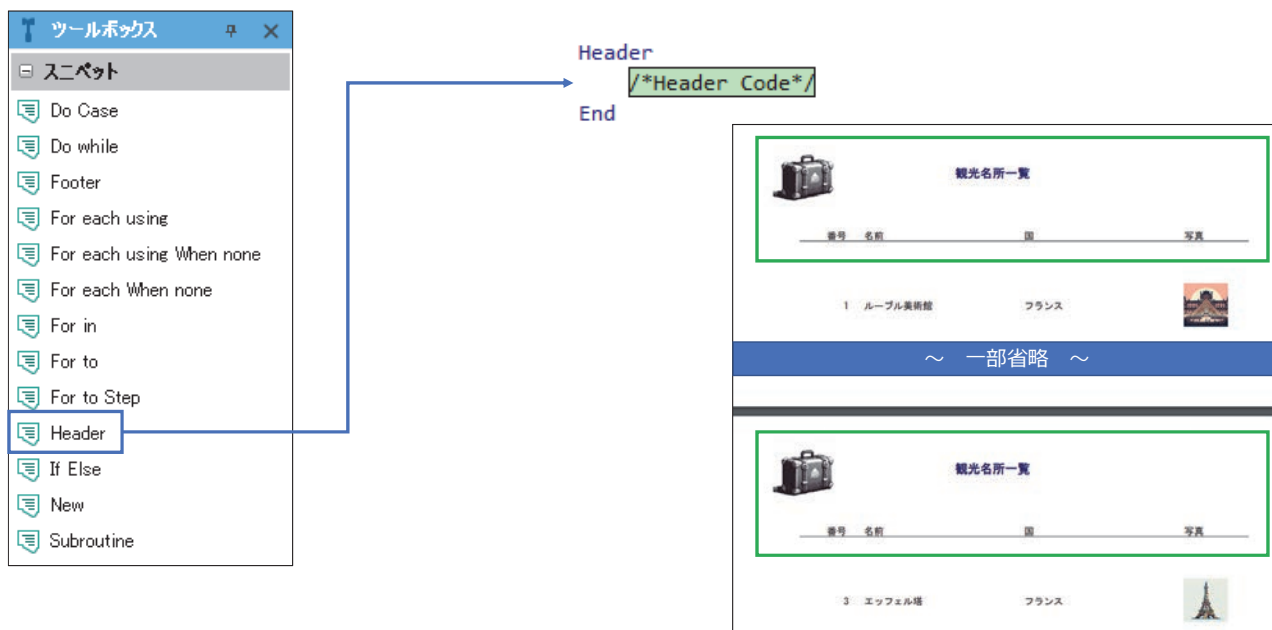 ツールボックス
スニペット
Do Case
Do while
Footer
For each using
For each using When none
For each When none
For in
For to
For to Step
Header
If Else
New
Subroutine
Header
/*Header Code*/
End
観光名所一覧
番号 名前 国 写真
1 ルーブル美術館 フランス
～ 一部省略 ～
観光名所一覧
番号 名前 国 写真
3 エッフェル塔 フランス